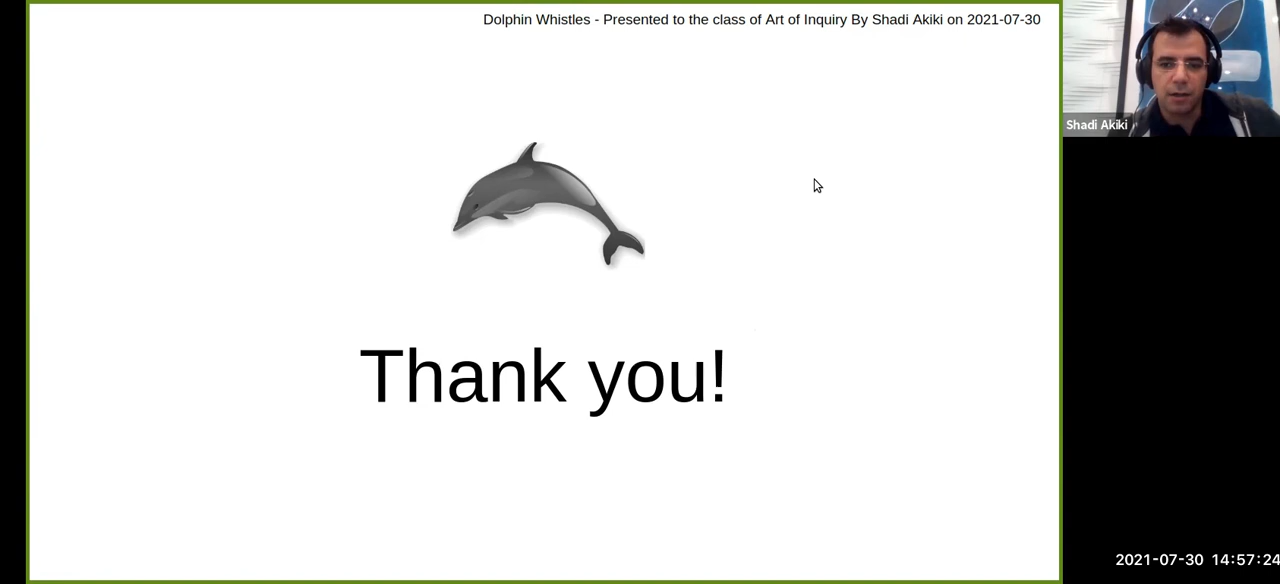 Dolphin Whistles - Presented to the class of Art of Inquiry By Shadi Akiki on 2021-07-30
Shadi Akiki
Thank you!
2021-07-30 14:57:24